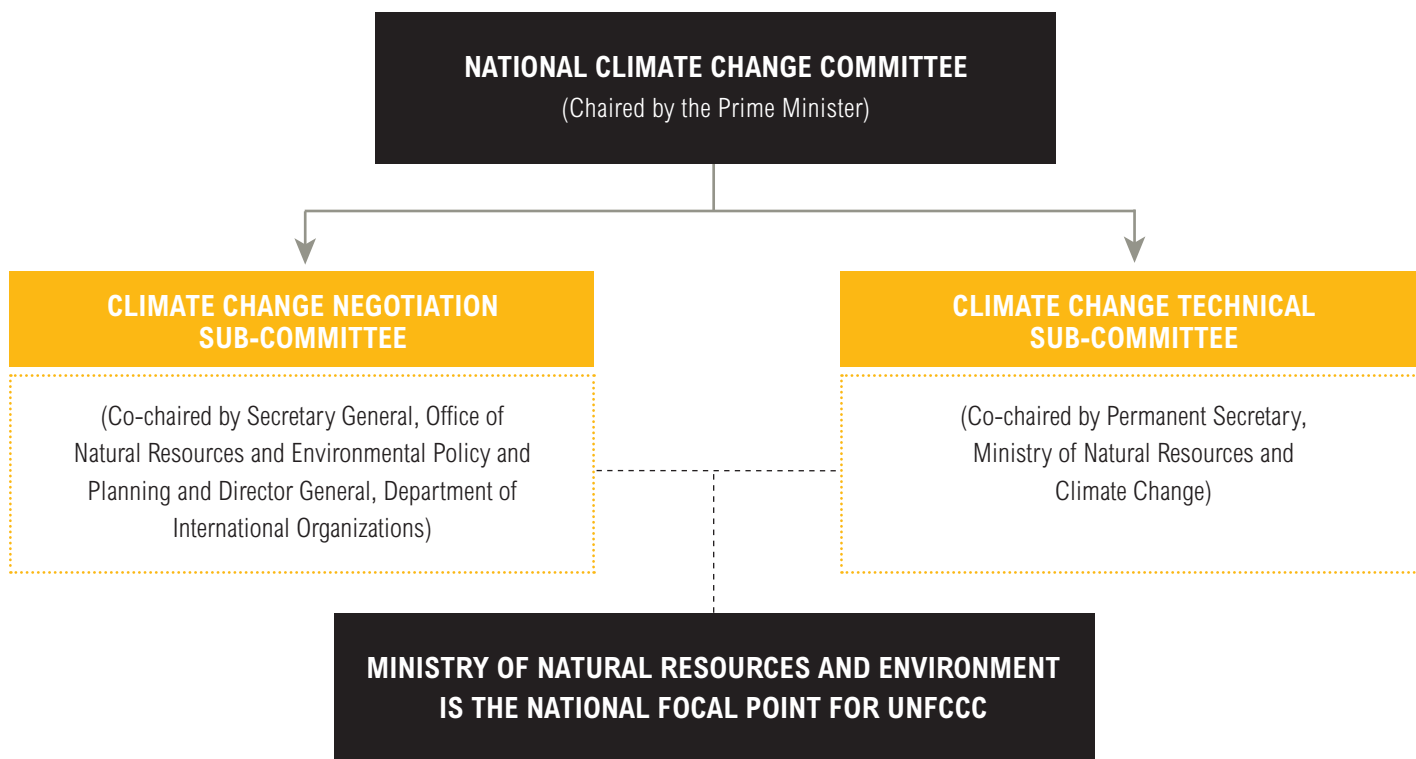 NATIONAL CLIMATE CHANGE COMMITTEE
(Chaired by the Prime Minister)
CLIMATE CHANGE NEGOTIATION
SUB-COMMITTEE
(Co-chaired by Secretary General, Office of
Natural Resources and Environmental Policy and
Planning and Director General, Department of
International Organizations)
CLIMATE CHANGE TECHNICAL
SUB-COMMITTEE
(Co-chaired by Permanent Secretary,
Ministry of Natural Resources and
Climate Change)
MINISTRY OF NATURAL RESOURCES AND ENVIRONMENT
IS THE NATIONAL FOCAL POINT FOR UNFCCC